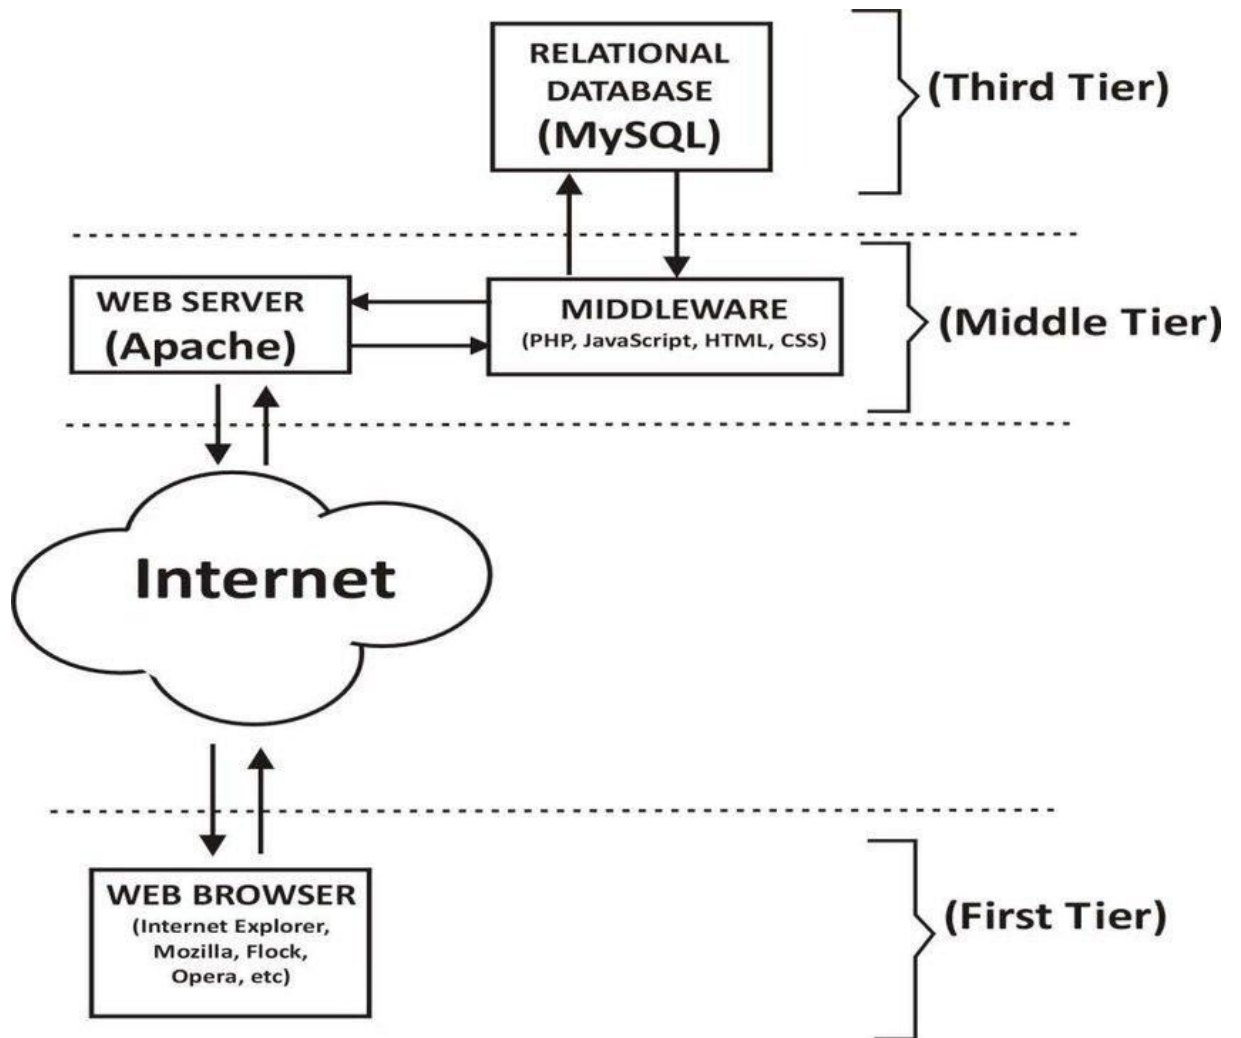 RELATIONAL
DATABASE
(MySQL)
(Third Tier)
WEB SERVER
(Apache)
MIDDLEWARE
(PHP, JavaScript, HTML, CSS)
(Middle Tier)
Internet
WEB BROWSER
(Internet Explorer,
Mozilla, Flock,
Opera, etc)
(First Tier)